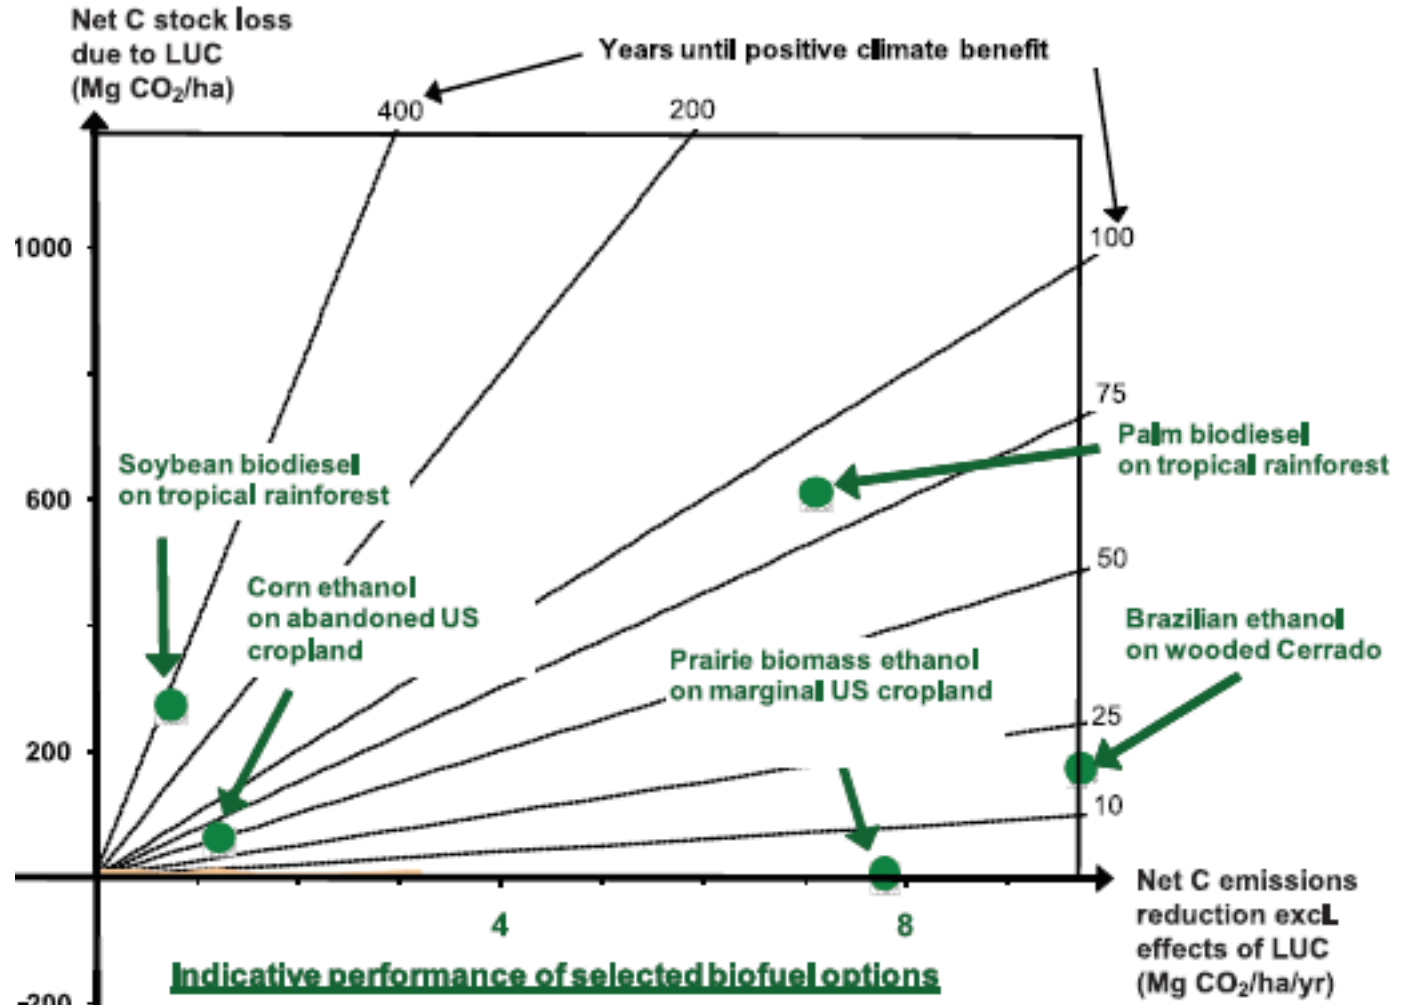 Net C stock loss
due to LUC
(Mg CO₂/ha)
Years until positive climate benefit
400
200
1000
100
75
Palm biodiesel
on tropical rainforest
Soybean biodiesel
on tropical rainforest
600
50
Corn ethanol
on abandoned US
cropland
Brazilian ethanol
on wooded Cerrado
Prairie biomass ethanol
on marginal US cropland
25
200
10
Net C emissions
reduction excL
effects of LUC
(Mg CO₂/ha/yr)
4
8
Indicative performance of selected biofuel options
-200